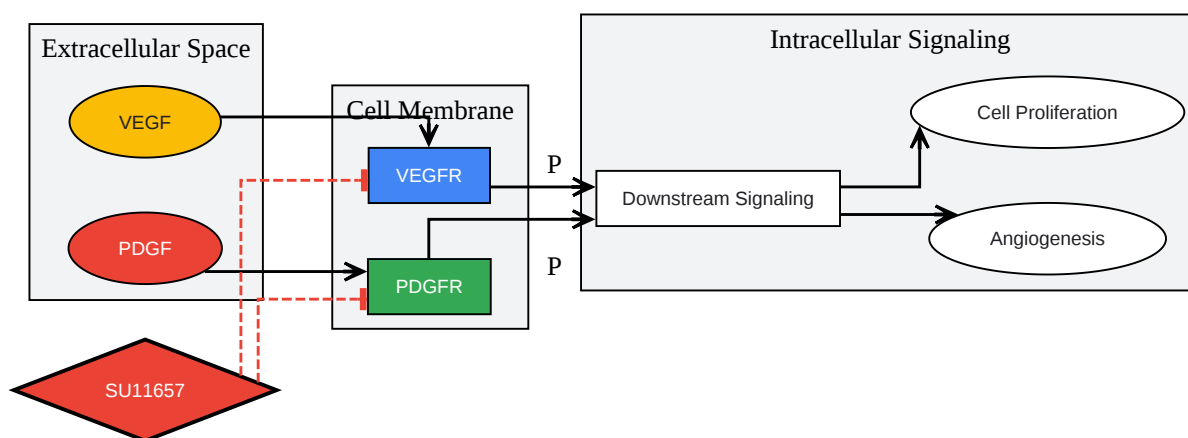 Extracellular Space
VEGF
PDGF
Cell Membrane
VEGFR
PDGFR
P
P
Intracellular Signaling
Downstream Signaling
Cell Proliferation
Angiogenesis
SU11657